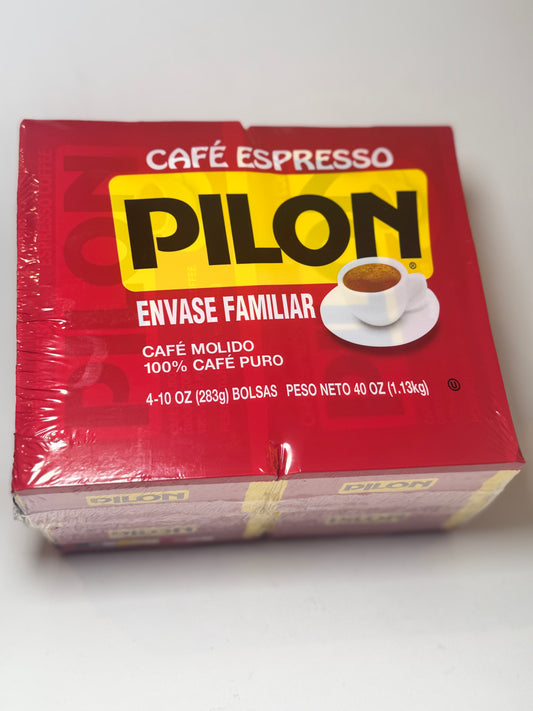 CAFÉ ESPRESSO
PILON®
ENVASE FAMILIAR
CAFÉ MOLIDO
100% CAFÉ PURO
4-10 OZ (283g) BOLSAS PESO NETO 40 OZ (1.13kg) Ⓤ
PILON PILON